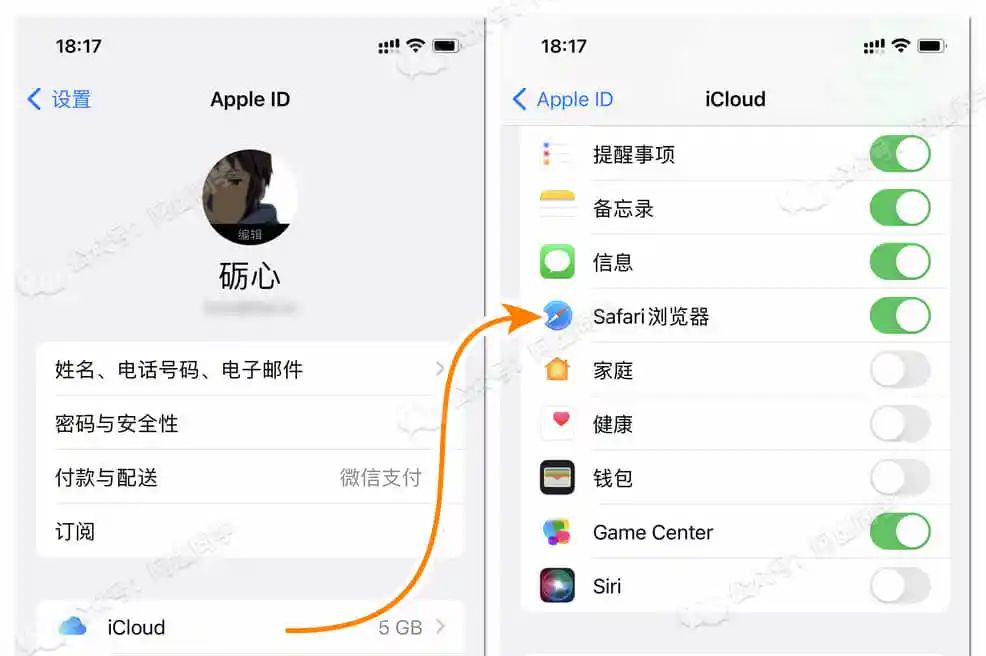 18:17
设置
Apple ID
编辑
砺心
姓名、电话号码、电子邮件
密码与安全性
付款与配送 微信支付
订阅
iCloud 5 GB
18:17
Apple ID
iCloud
提醒事项
备忘录
信息
Safari浏览器
家庭
健康
钱包
Game Center
Siri